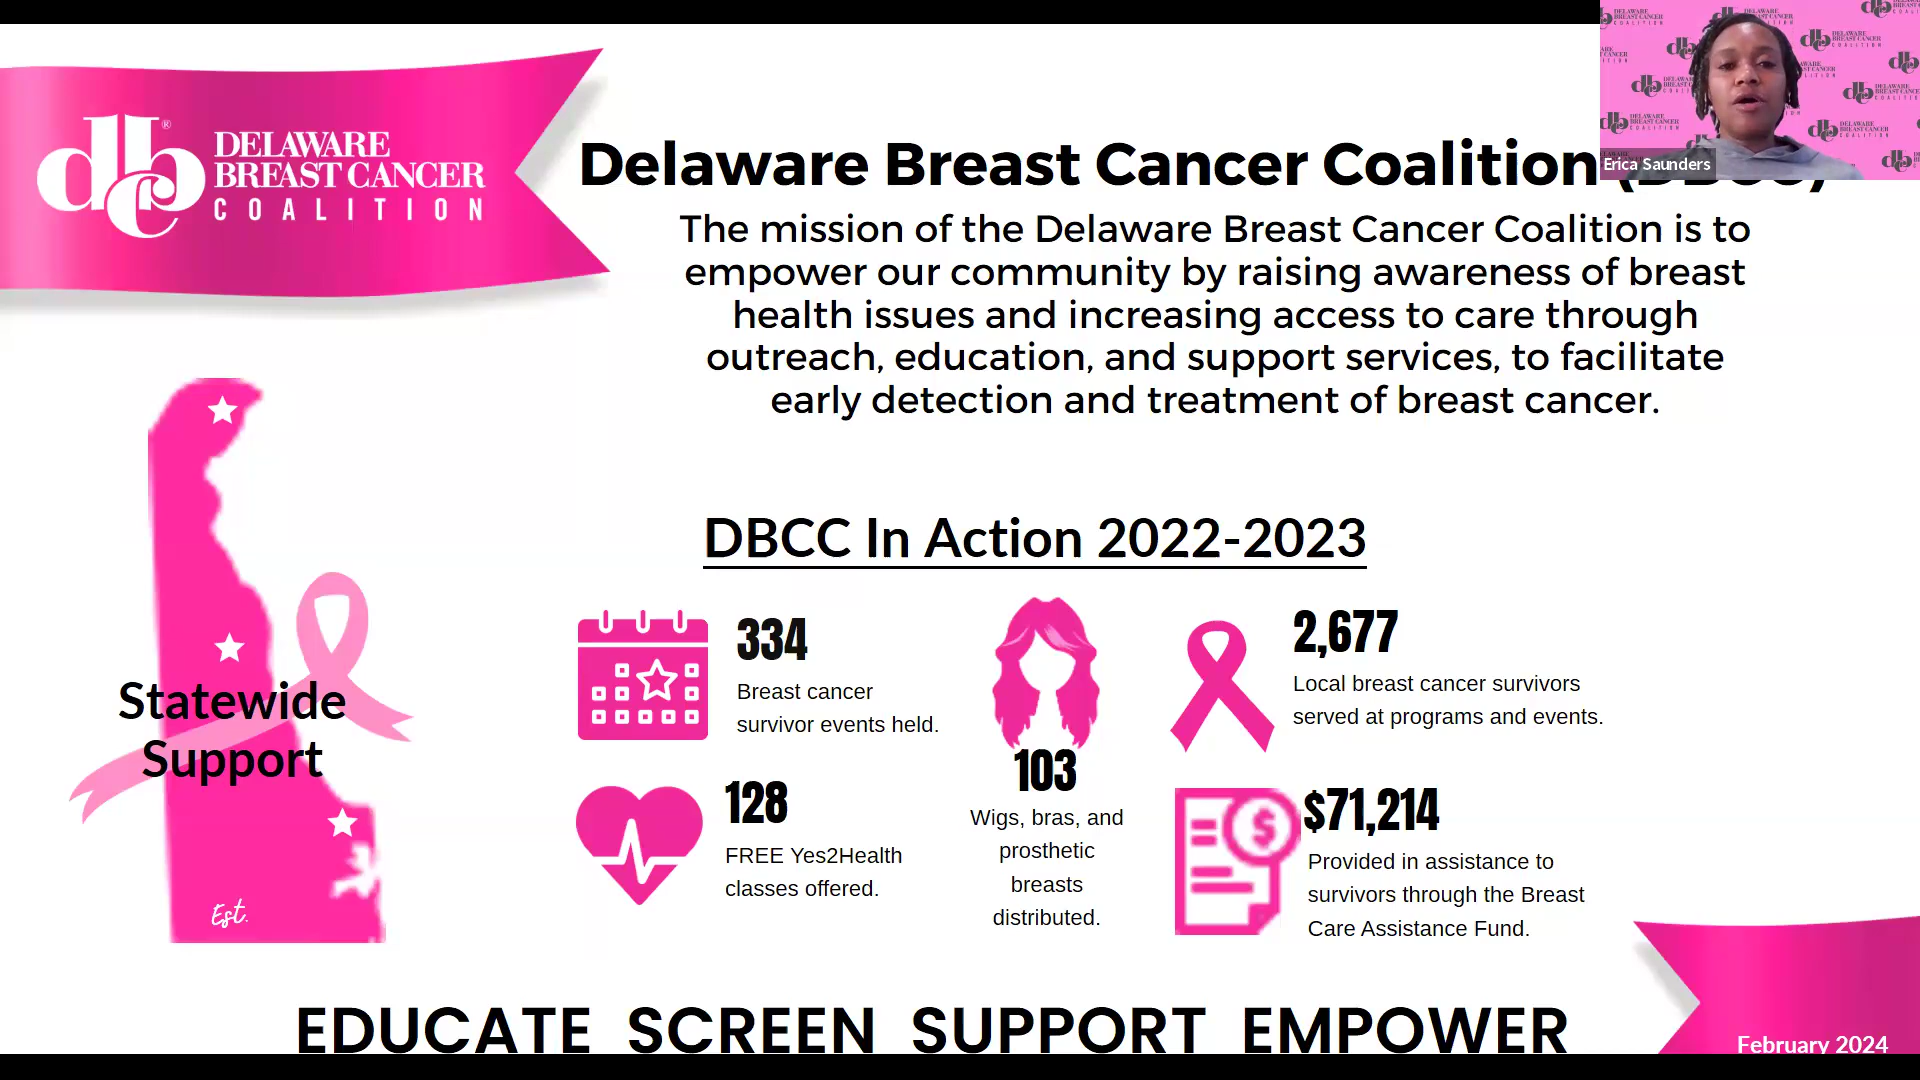 DELAWARE
BREAST CANCER
COALITION
dbcc
®
DELAWARE
BREAST CANCER
COALITION
Erica Saunders
Delaware Breast Cancer Coalition
The mission of the Delaware Breast Cancer Coalition is to
empower our community by raising awareness of breast
health issues and increasing access to care through
outreach, education, and support services, to facilitate
early detection and treatment of breast cancer.
DBCC In Action 2022-2023
334
Breast cancer
survivor events held.
103
Wigs, bras, and
prosthetic
breasts
distributed.
2,677
Local breast cancer survivors
served at programs and events.
128
FREE Yes2Health
classes offered.
$71,214
Provided in assistance to
survivors through the Breast
Care Assistance Fund.
Statewide
Support
Est.
EDUCATE SCREEN SUPPORT EMPOWER
February 2024